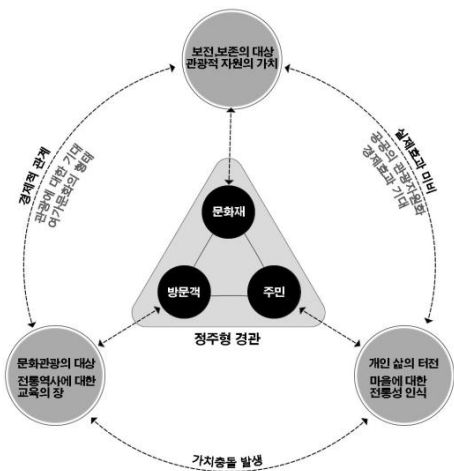 보전,보존의 대상
관광적 자원의 가치
경제적 관계
관광에 대한 기대
여가문화의 형태
실제효과 미비
공공의 관광자원화
경제효과 기대
문화재
방문객
주민
정주형 경관
문화관광의 대상
전통역사에 대한
교육의 장
개인 삶의 터전
마을에 대한
전통성 인식
가치충돌 발생